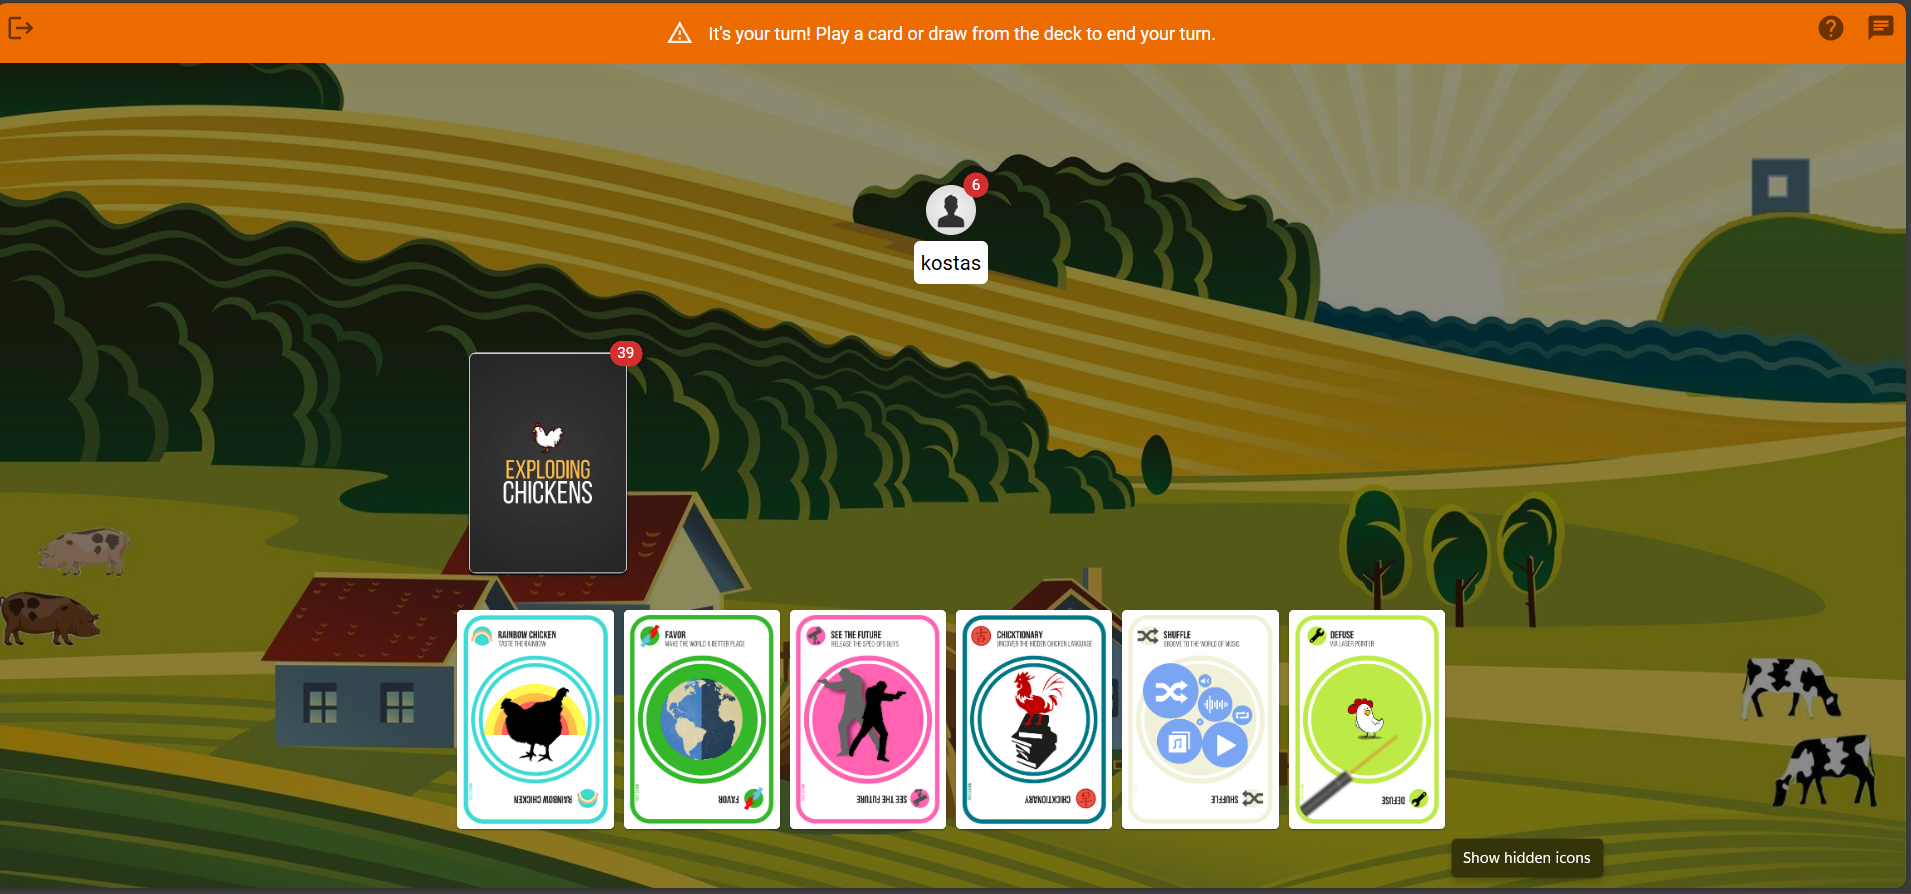 It's your turn! Play a card or draw from the deck to end your turn.
6
kostas
39
EXPLODING
CHICKENS
RAINBOW CHICKEN
TASTE THE RAINBOW
RAINBOW CHICKEN
FAVOR
MAKE THE WORLD A BETTER PLACE
FAVOR
SEE THE FUTURE
RELEASE THE SPEC-OPS GUYS
SEE THE FUTURE
CHICKTIONARY
UNCOVER THE HIDDEN CHICKEN LANGUAGE
CHICKTIONARY
SHUFFLE
GROOVE TO THE WORLD OF MUSIC
SHUFFLE
DEFUSE
VIA LASER POINTER
DEFUSE
Show hidden icons